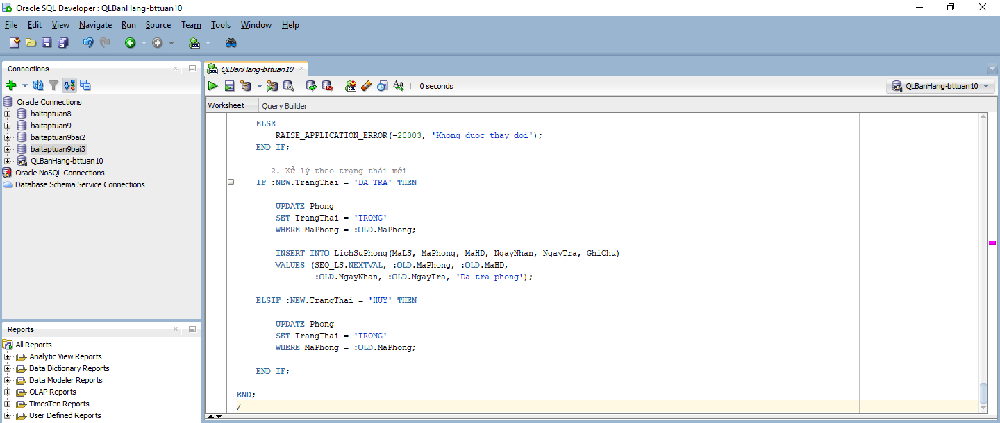 Oracle SQL Developer : QLBanHang-bttuan10
File Edit View Navigate Run Source Team Tools Window Help
Connections
Oracle Connections
baitaptuan8
baitaptuan9
baitaptuan9bai2
baitaptuan9bai3
QLBanHang-bttuan10
Oracle NoSQL Connections
Database Schema Service Connections
Reports
All Reports
Analytic View Reports
Data Dictionary Reports
Data Modeler Reports
OLAP Reports
TimesTen Reports
User Defined Reports
QLBanHang-bttuan10
SQL Aa 0 seconds QLBanHang-bttuan10
Worksheet Query Builder
ELSE
RAISE_APPLICATION_ERROR(-20003, 'Khong duoc thay doi');
END IF;
-- 2. Xử lý theo trạng thái mới
IF :NEW.TrangThai = 'DA_TRA' THEN
UPDATE Phong
SET TrangThai = 'TRONG'
WHERE MaPhong = :OLD.MaPhong;
INSERT INTO LichSuPhong(MaLS, MaPhong, MaHD, NgayNhan, NgayTra, GhiChu)
VALUES (SEQ_LS.NEXTVAL, :OLD.MaPhong, :OLD.MaHD,
:OLD.NgayNhan, :OLD.NgayTra, 'Da tra phong');
ELSIF :NEW.TrangThai = 'HUY' THEN
UPDATE Phong
SET TrangThai = 'TRONG'
WHERE MaPhong = :OLD.MaPhong;
END IF;
END;
/